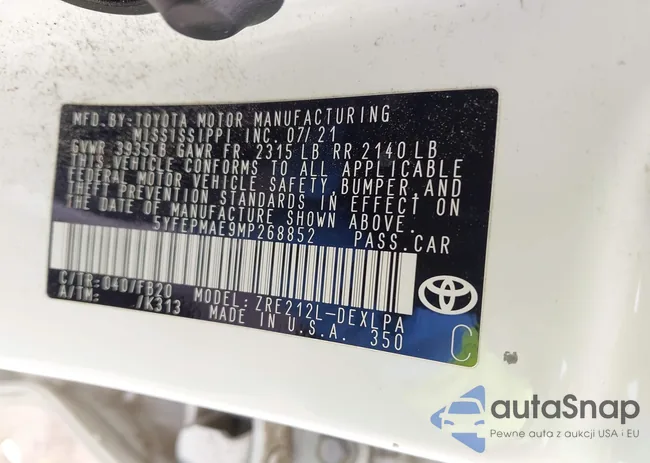 MFD. BY: TOYOTA MOTOR MANUFACTURING
MISSISSIPPI INC. 07/21
GVWR 3935LB GAWR FR. 2315 LB RR 2140 LB
THIS VEHICLE CONFORMS TO ALL APPLICABLE
FEDERAL MOTOR VEHICLE SAFETY, BUMPER, AND
THEFT PREVENTION STANDARDS IN EFFECT ON
THE DATE OF MANUFACTURE SHOWN ABOVE.
5YFEPMAE9MP268852 PASS.CAR
C/TR: 040/FB20 MODEL: ZRE212L-DEXLPA
A/TM: /K313 MADE IN U.S.A. 350
C
autaSnap
Pewne auta z aukcji USA i EU